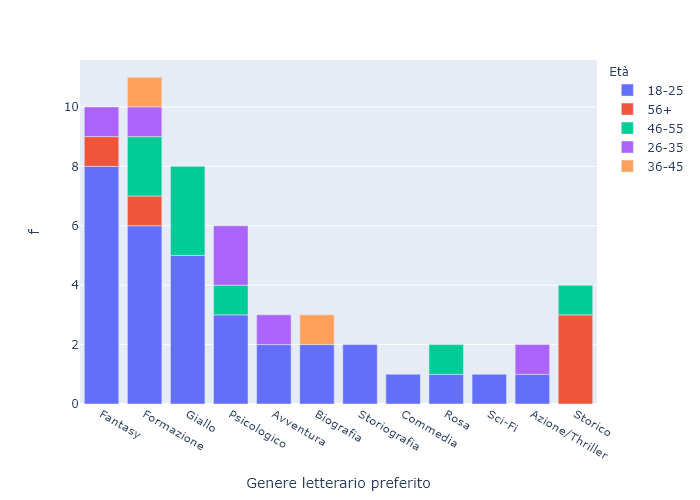 Età
18-25
56+
46-55
26-35
36-45
10
8
6
4
2
0
f
Fantasy
Formazione
Giallo
Psicologico
Avventura
Biografia
Storiografia
Commedia
Rosa
Sci-Fi
Azione/Thriller
Storico
Genere letterario preferito